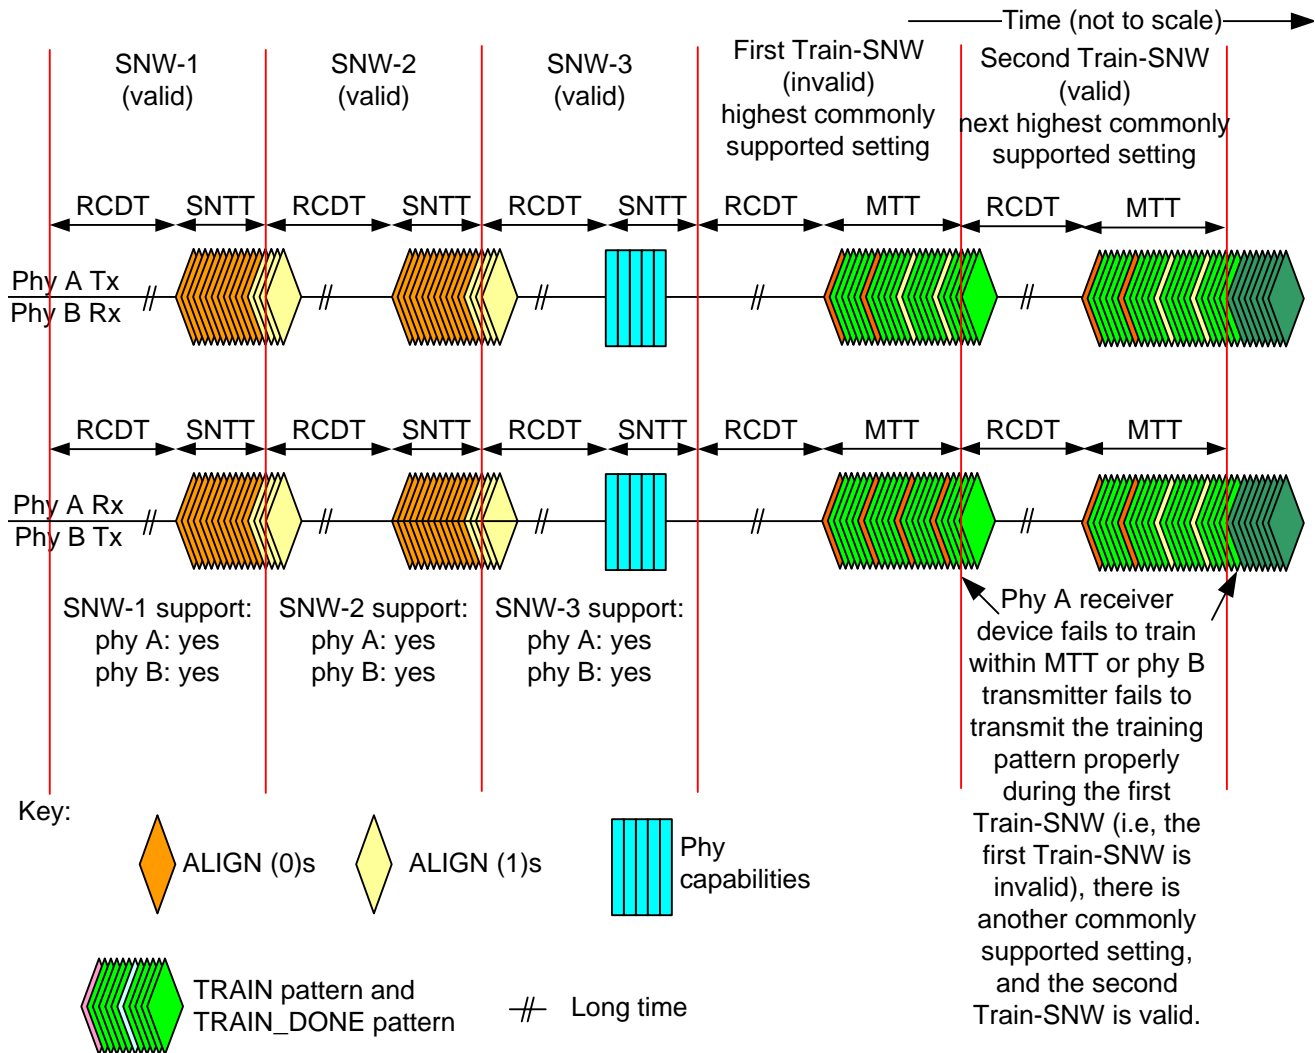 Time (not to scale)
SNW-1
(valid)
SNW-2
(valid)
SNW-3
(valid)
First Train-SNW
(invalid)
highest commonly
supported setting
Second Train-SNW
(valid)
next highest commonly
supported setting
RCDT
SNTT
RCDT
SNTT
RCDT
SNTT
RCDT
MTT
RCDT
MTT
Phy A Tx
Phy B Rx
RCDT
SNTT
RCDT
SNTT
RCDT
SNTT
RCDT
MTT
RCDT
MTT
Phy A Rx
Phy B Tx
SNW-1 support:
phy A: yes
phy B: yes
SNW-2 support:
phy A: yes
phy B: yes
SNW-3 support:
phy A: yes
phy B: yes
Phy A receiver
device fails to train
within MTT or phy B
transmitter fails to
transmit the training
pattern properly
during the first
Train-SNW (i.e, the
first Train-SNW is
invalid), there is
another commonly
supported setting,
and the second
Train-SNW is valid.
Key:
ALIGN (0)s
ALIGN (1)s
Phy
capabilities
TRAIN pattern and
TRAIN_DONE pattern
Long time